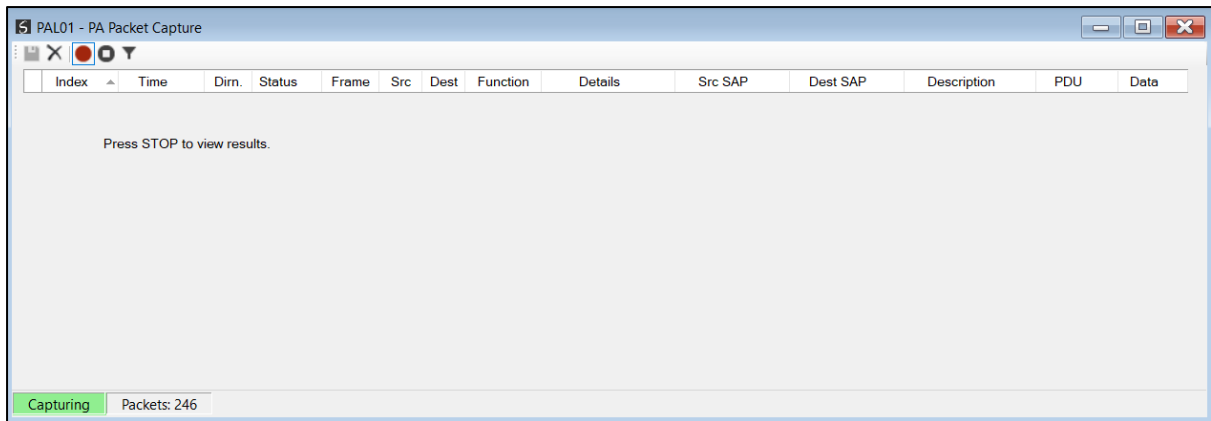 PAL01 - PA Packet Capture
Index Time Dirn. Status Frame Src Dest Function Details Src SAP Dest SAP Description PDU Data
Press STOP to view results.
Capturing Packets: 246